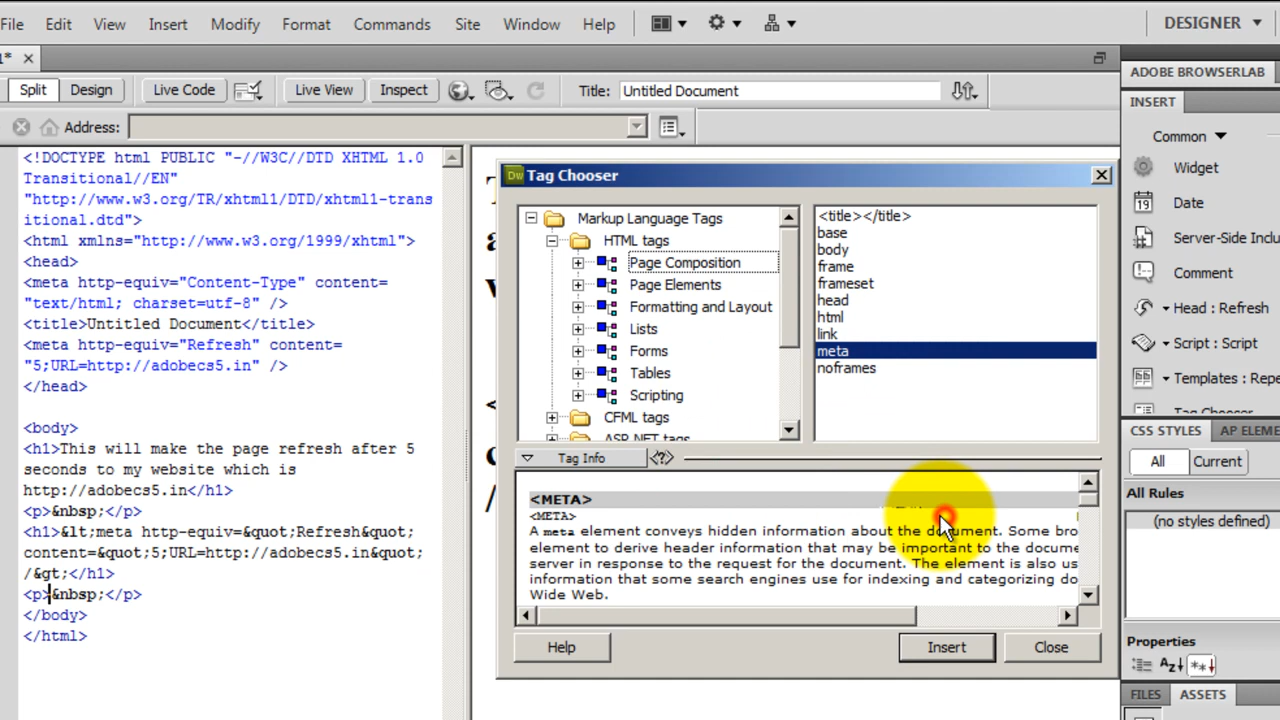 File Edit View Insert Modify Format Commands Site Window Help DESIGNER
*
Split Design Live Code Live View Inspect Title: Untitled Document
Address:
<!DOCTYPE html PUBLIC "-//W3C//DTD XHTML 1.0
Transitional//EN"
"http://www.w3.org/TR/xhtml1/DTD/xhtml1-trans
itional.dtd">
<html xmlns="http://www.w3.org/1999/xhtml">
<head>
<meta http-equiv="Content-Type" content=
"text/html; charset=utf-8" />
<title>Untitled Document</title>
<meta http-equiv="Refresh" content=
"5;URL=http://adobecs5.in" />
</head>
<body>
<h1>This will make the page refresh after 5
seconds to my website which is
http://adobecs5.in</h1>
<p>&nbsp;</p>
<h1>&lt;meta http-equiv=&quot;Refresh&quot;
content=&quot;5;URL=http://adobecs5.in&quot;
/&gt;</h1>
<p>&nbsp;</p>
</body>
</html>
Dw Tag Chooser
Markup Language Tags
HTML tags
Page Composition
Page Elements
Formatting and Layout
Lists
Forms
Tables
Scripting
CFML tags
ASP.NET tags
<title></title>
base
body
frame
frameset
head
html
link
meta
noframes
Tag Info <?>
<META>
<META>
A meta element conveys hidden information about the document. Some bro
element to derive header information that may be important to the docume
server in response to the request for the document. The element is also us
information that some search engines use for indexing and categorizing do
Wide Web.
Help Insert Close
ADOBE BROWSERLAB
INSERT
Common
Widget
19 Date
Server-Side Inclu
Comment
Head : Refresh
Script : Script
Templates : Repe
Tag Chooser
CSS STYLES AP ELEME
All Current
All Rules
(no styles defined)
Properties
Az↓ **↓
FILES ASSETS